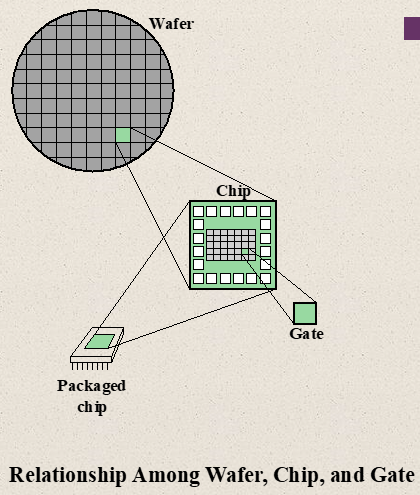 Wafer
Chip
Gate
Packaged
chip
Relationship Among Wafer, Chip, and Gate